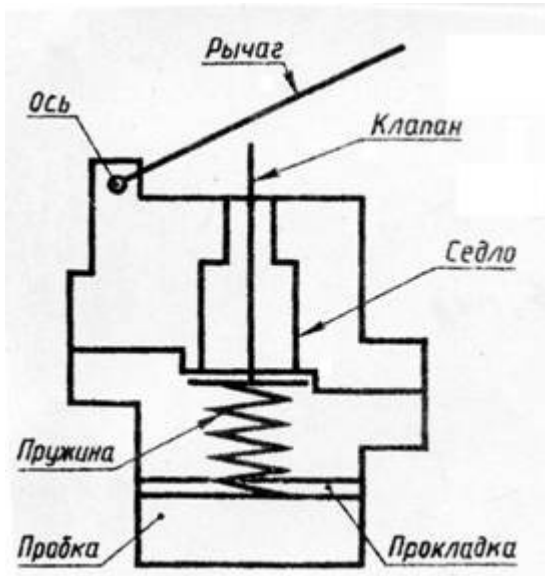 Рычаг
Ось
Клапан
Седло
Пружина
Пробка
Прокладка